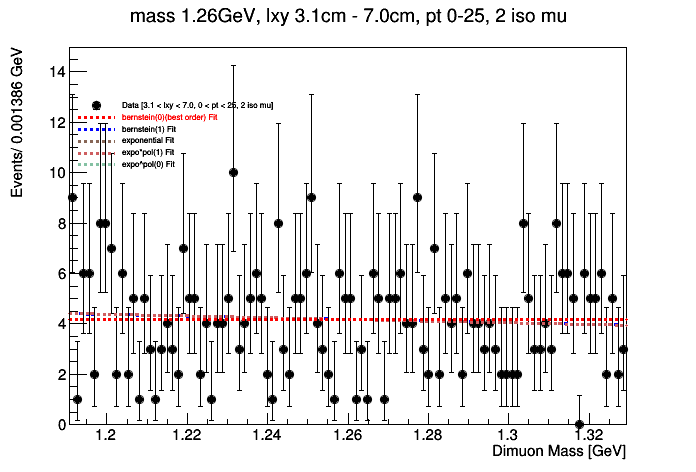 mass 1.26GeV, lxy 3.1cm - 7.0cm, pt 0-25, 2 iso mu
Events/ 0.001386 GeV
14
12
10
8
6
4
2
0
Data [3.1 < lxy < 7.0, 0 < pt < 25, 2 iso mu]
bernstein(0)(best order) Fit
bernstein(1) Fit
exponential Fit
expo*pol(1) Fit
expo*pol(0) Fit
1.2 1.22 1.24 1.26 1.28 1.3 1.32
Dimuon Mass [GeV]